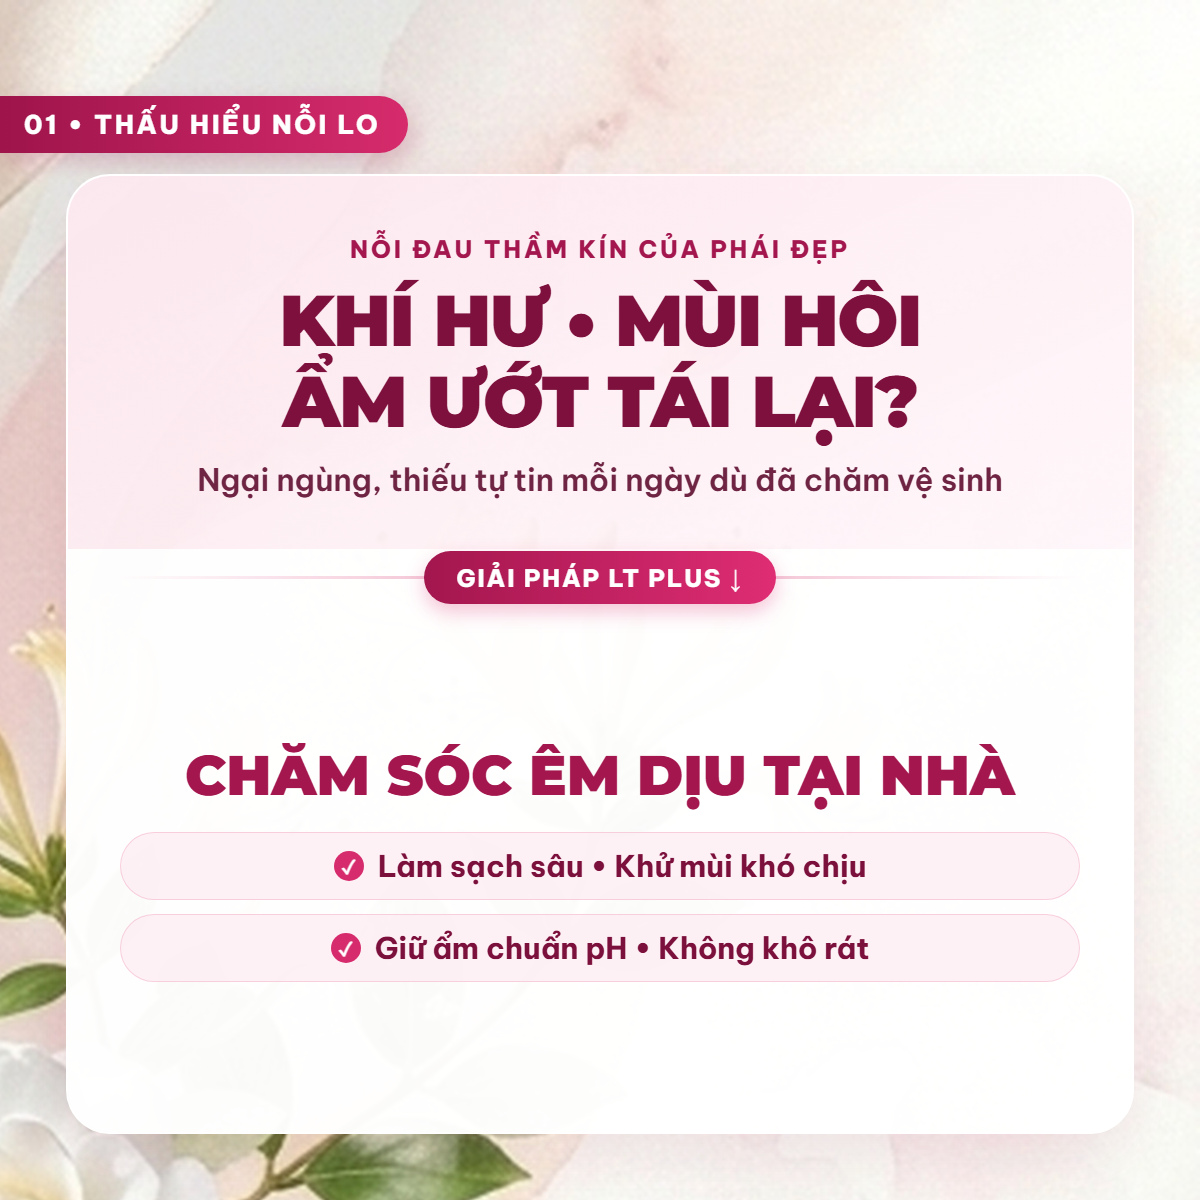 01 • THẤU HIỂU NỖI LO
NỖI ĐAU THẦM KÍN CỦA PHÁI ĐẸP
KHÍ HƯ • MÙI HÔI
ẨM ƯỚT TÁI LẠI?
Ngại ngùng, thiếu tự tin mỗi ngày dù đã chăm vệ sinh
GIẢI PHÁP LT PLUS ↓
CHĂM SÓC ÊM DỊU TẠI NHÀ
Làm sạch sâu • Khử mùi khó chịu
Giữ ẩm chuẩn pH • Không khô rát